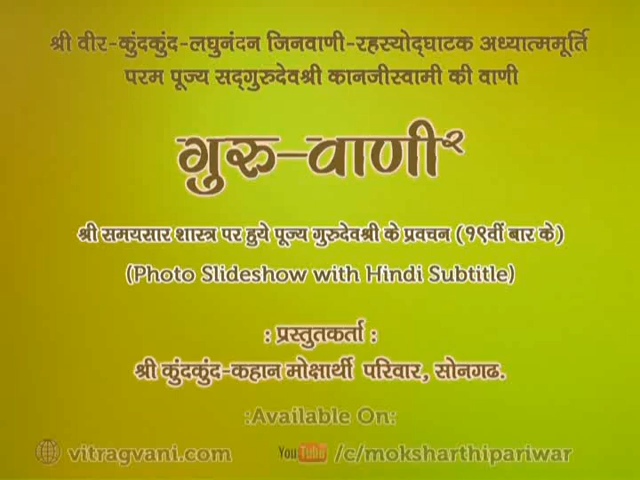 श्री वीर-कुंदकुंद-लघुनंदन जिनवाणी-रहस्योद्‌घाटक अध्यात्ममूर्ति
परम पूज्य सद्‌गुरुदेवश्री कानजीस्वामी की वाणी
गुरु-वाणी२
श्री समयसार शास्त्र पर हुये पूज्य गुरुदेवश्री के प्रवचन (१९वीं बार के)
(Photo Slideshow with Hindi Subtitle)
: प्रस्तुतकर्ता :
श्री कुंदकुंद-कहान मोक्षार्थी परिवार, सोनगढ.
:Available On:
vitragvani.com YouTube /c/moksharthipariwar